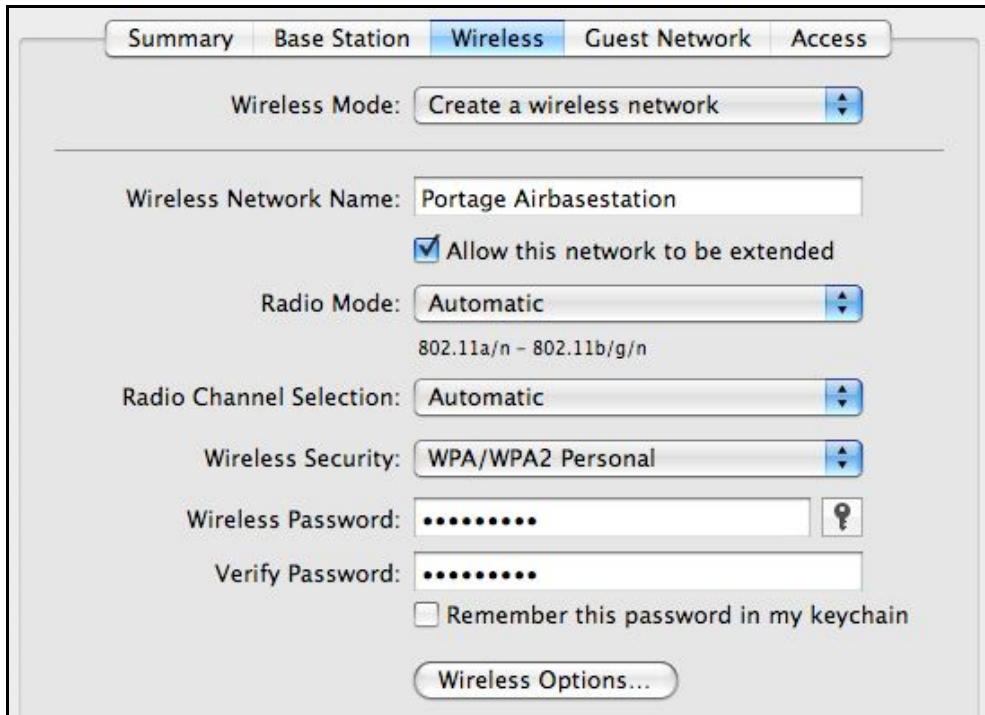 Summary Base Station Wireless Guest Network Access
Wireless Mode: Create a wireless network
Wireless Network Name: Portage Airbasestation
Allow this network to be extended
Radio Mode: Automatic
802.11a/n – 802.11b/g/n
Radio Channel Selection: Automatic
Wireless Security: WPA/WPA2 Personal
Wireless Password: •••••••••
Verify Password: •••••••••
Remember this password in my keychain
Wireless Options...